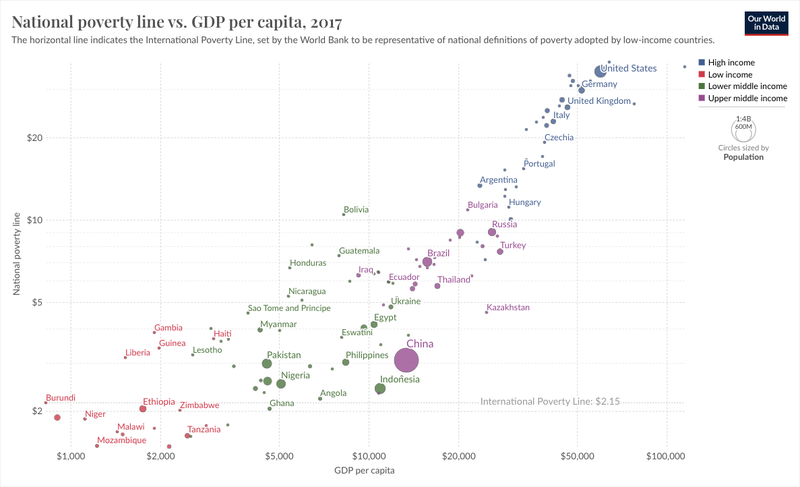 National poverty line vs. GDP per capita, 2017
Our World
in Data
The horizontal line indicates the International Poverty Line, set by the World Bank to be representative of national definitions of poverty adopted by low-income countries.
High income
Low income
Lower middle income
Upper middle income
1:4B
600M
Circles sized by
Population
National poverty line
$20
$10
$5
$2
United States
Germany
United Kingdom
Italy
Czechia
Portugal
Argentina
Hungary
Bulgaria
Bolivia
Russia
Turkey
Guatemala
Brazil
Honduras
Iraq
Ecuador
Thailand
Nicaragua
Ukraine
Kazakhstan
Sao Tome and Principe
Egypt
Myanmar
Gambia
Haiti
Eswatini
Guinea
China
Liberia
Lesotho
Pakistan
Philippines
Nigeria
Indonesia
Angola
International Poverty Line: $2.15
Burundi
Ethiopia
Zimbabwe
Ghana
Niger
Malawi
Tanzania
Mozambique
$1,000
$2,000
$5,000
$10,000
$20,000
$50,000
$100,000
GDP per capita